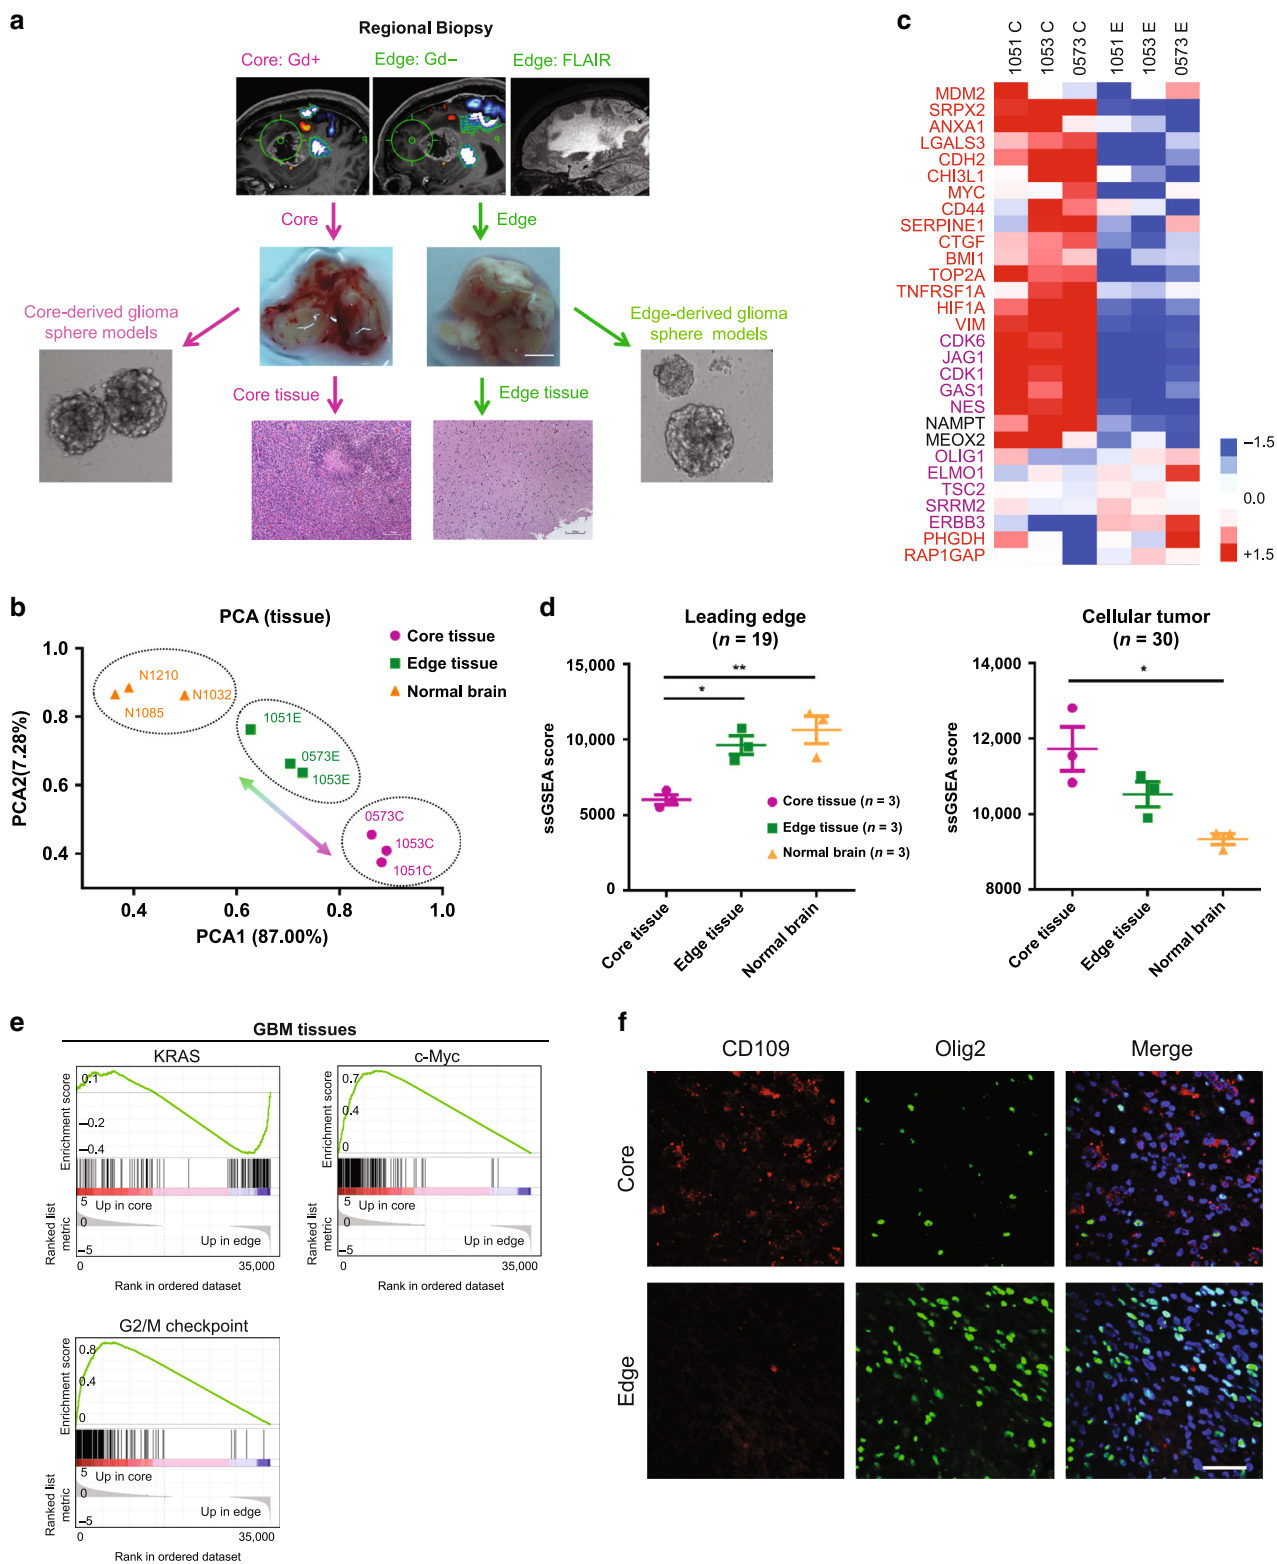 a
Regional Biopsy
Core: Gd+
Edge: Gd−
Edge: FLAIR
Core
Edge
Core-derived glioma
sphere models
Edge-derived glioma
sphere models
Core tissue
Edge tissue
c
1051 C
1053 C
0573 C
1051 E
1053 E
0573 E
MDM2
SRPX2
ANXA1
LGALS3
CDH2
CHI3L1
MYC
CD44
SERPINE1
CTGF
BMI1
TOP2A
TNFRSF1A
HIF1A
VIM
CDK6
JAG1
CDK1
GAS1
NES
NAMPT
MEOX2
OLIG1
ELMO1
TSC2
SRRM2
ERBB3
PHGDH
RAP1GAP
−1.5
0.0
+1.5
b
PCA (tissue)
Core tissue
Edge tissue
Normal brain
PCA2(7.28%)
1.0
0.8
0.6
0.4
N1210
N1032
N1085
1051E
0573E
1053E
0573C
1053C
1051C
0.4
0.6
0.8
1.0
PCA1 (87.00%)
d
Leading edge
(n = 19)
ssGSEA score
15,000
10,000
5000
0
**
*
Core tissue (n = 3)
Edge tissue (n = 3)
Normal brain (n = 3)
Core tissue
Edge tissue
Normal brain
Cellular tumor
(n = 30)
ssGSEA score
14,000
12,000
10,000
8000
*
Core tissue
Edge tissue
Normal brain
e
GBM tissues
KRAS
Enrichment score
0.1
−0.2
−0.4
Ranked list
metric
5
0
−5
Up in core
Up in edge
0
35,000
Rank in ordered dataset
c-Myc
Enrichment score
0.7
0.4
0
Ranked list
metric
5
0
−5
Up in core
Up in edge
0
35,000
Rank in ordered dataset
G2/M checkpoint
Enrichment score
0.8
0.4
0
Ranked list
metric
5
0
−5
Up in core
Up in edge
0
35,000
Rank in ordered dataset
f
CD109
Olig2
Merge
Core
Edge